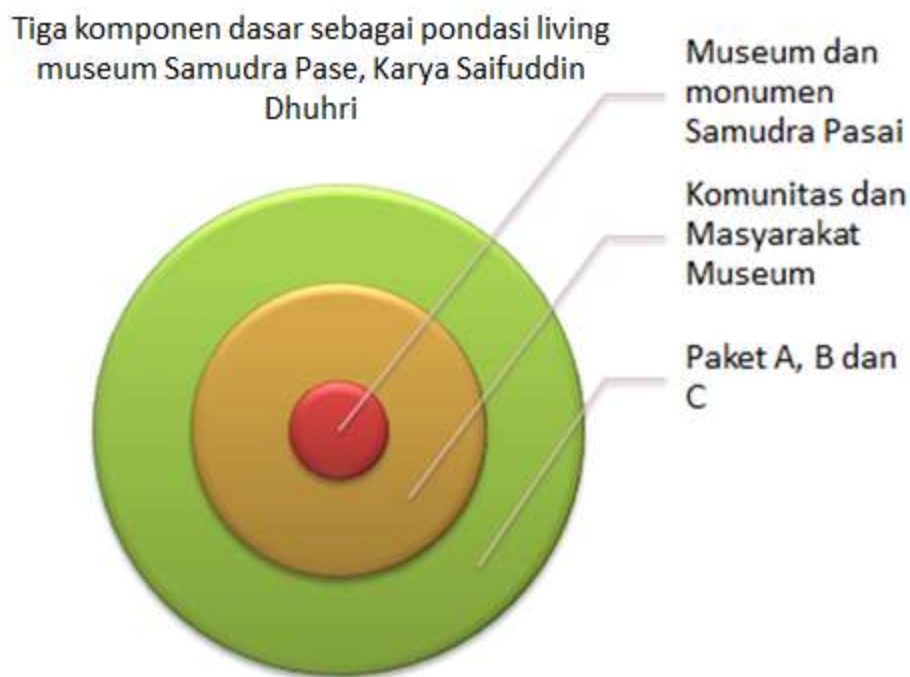 Tiga komponen dasar sebagai pondasi living
museum Samudra Pase, Karya Saifuddin
Dhuhri
Museum dan
monumen
Samudra Pasai
Komunitas dan
Masyarakat
Museum
Paket A, B dan
C